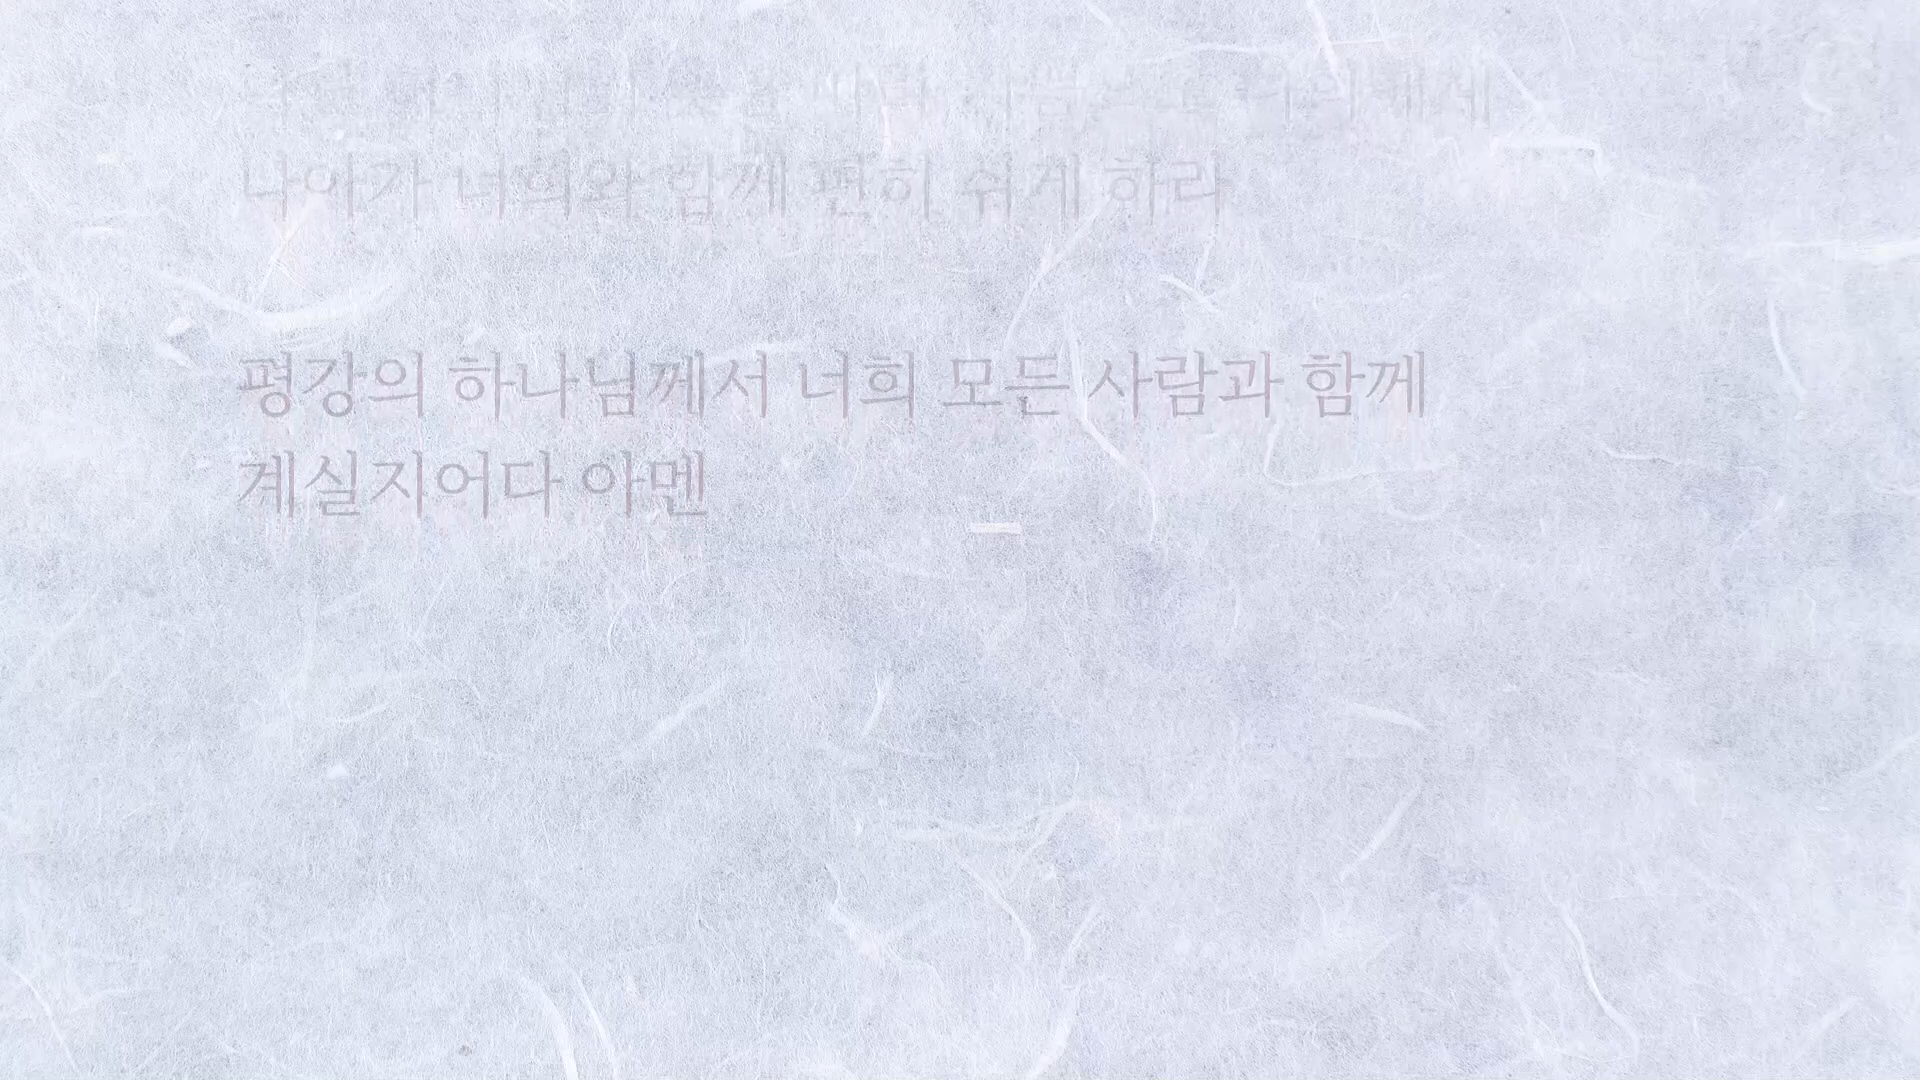 나아가 너희와 함께 편히 쉬게 하라
평강의 하나님께서 너희 모든 사람과 함께
계실지어다 아멘